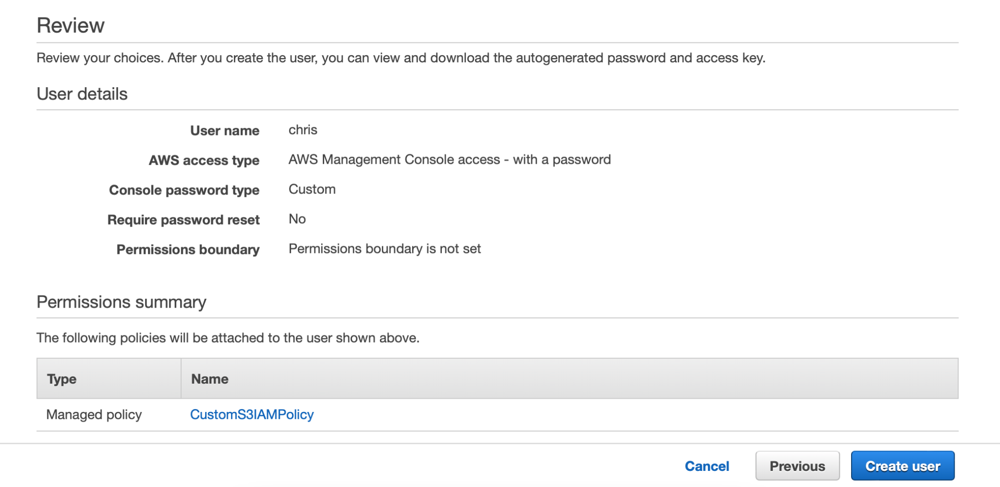 Review
Review your choices. After you create the user, you can view and download the autogenerated password and access key.
User details
User name chris
AWS access type AWS Management Console access - with a password
Console password type Custom
Require password reset No
Permissions boundary Permissions boundary is not set
Permissions summary
The following policies will be attached to the user shown above.
Type Name
Managed policy CustomS3IAMPolicy
Cancel Previous Create user